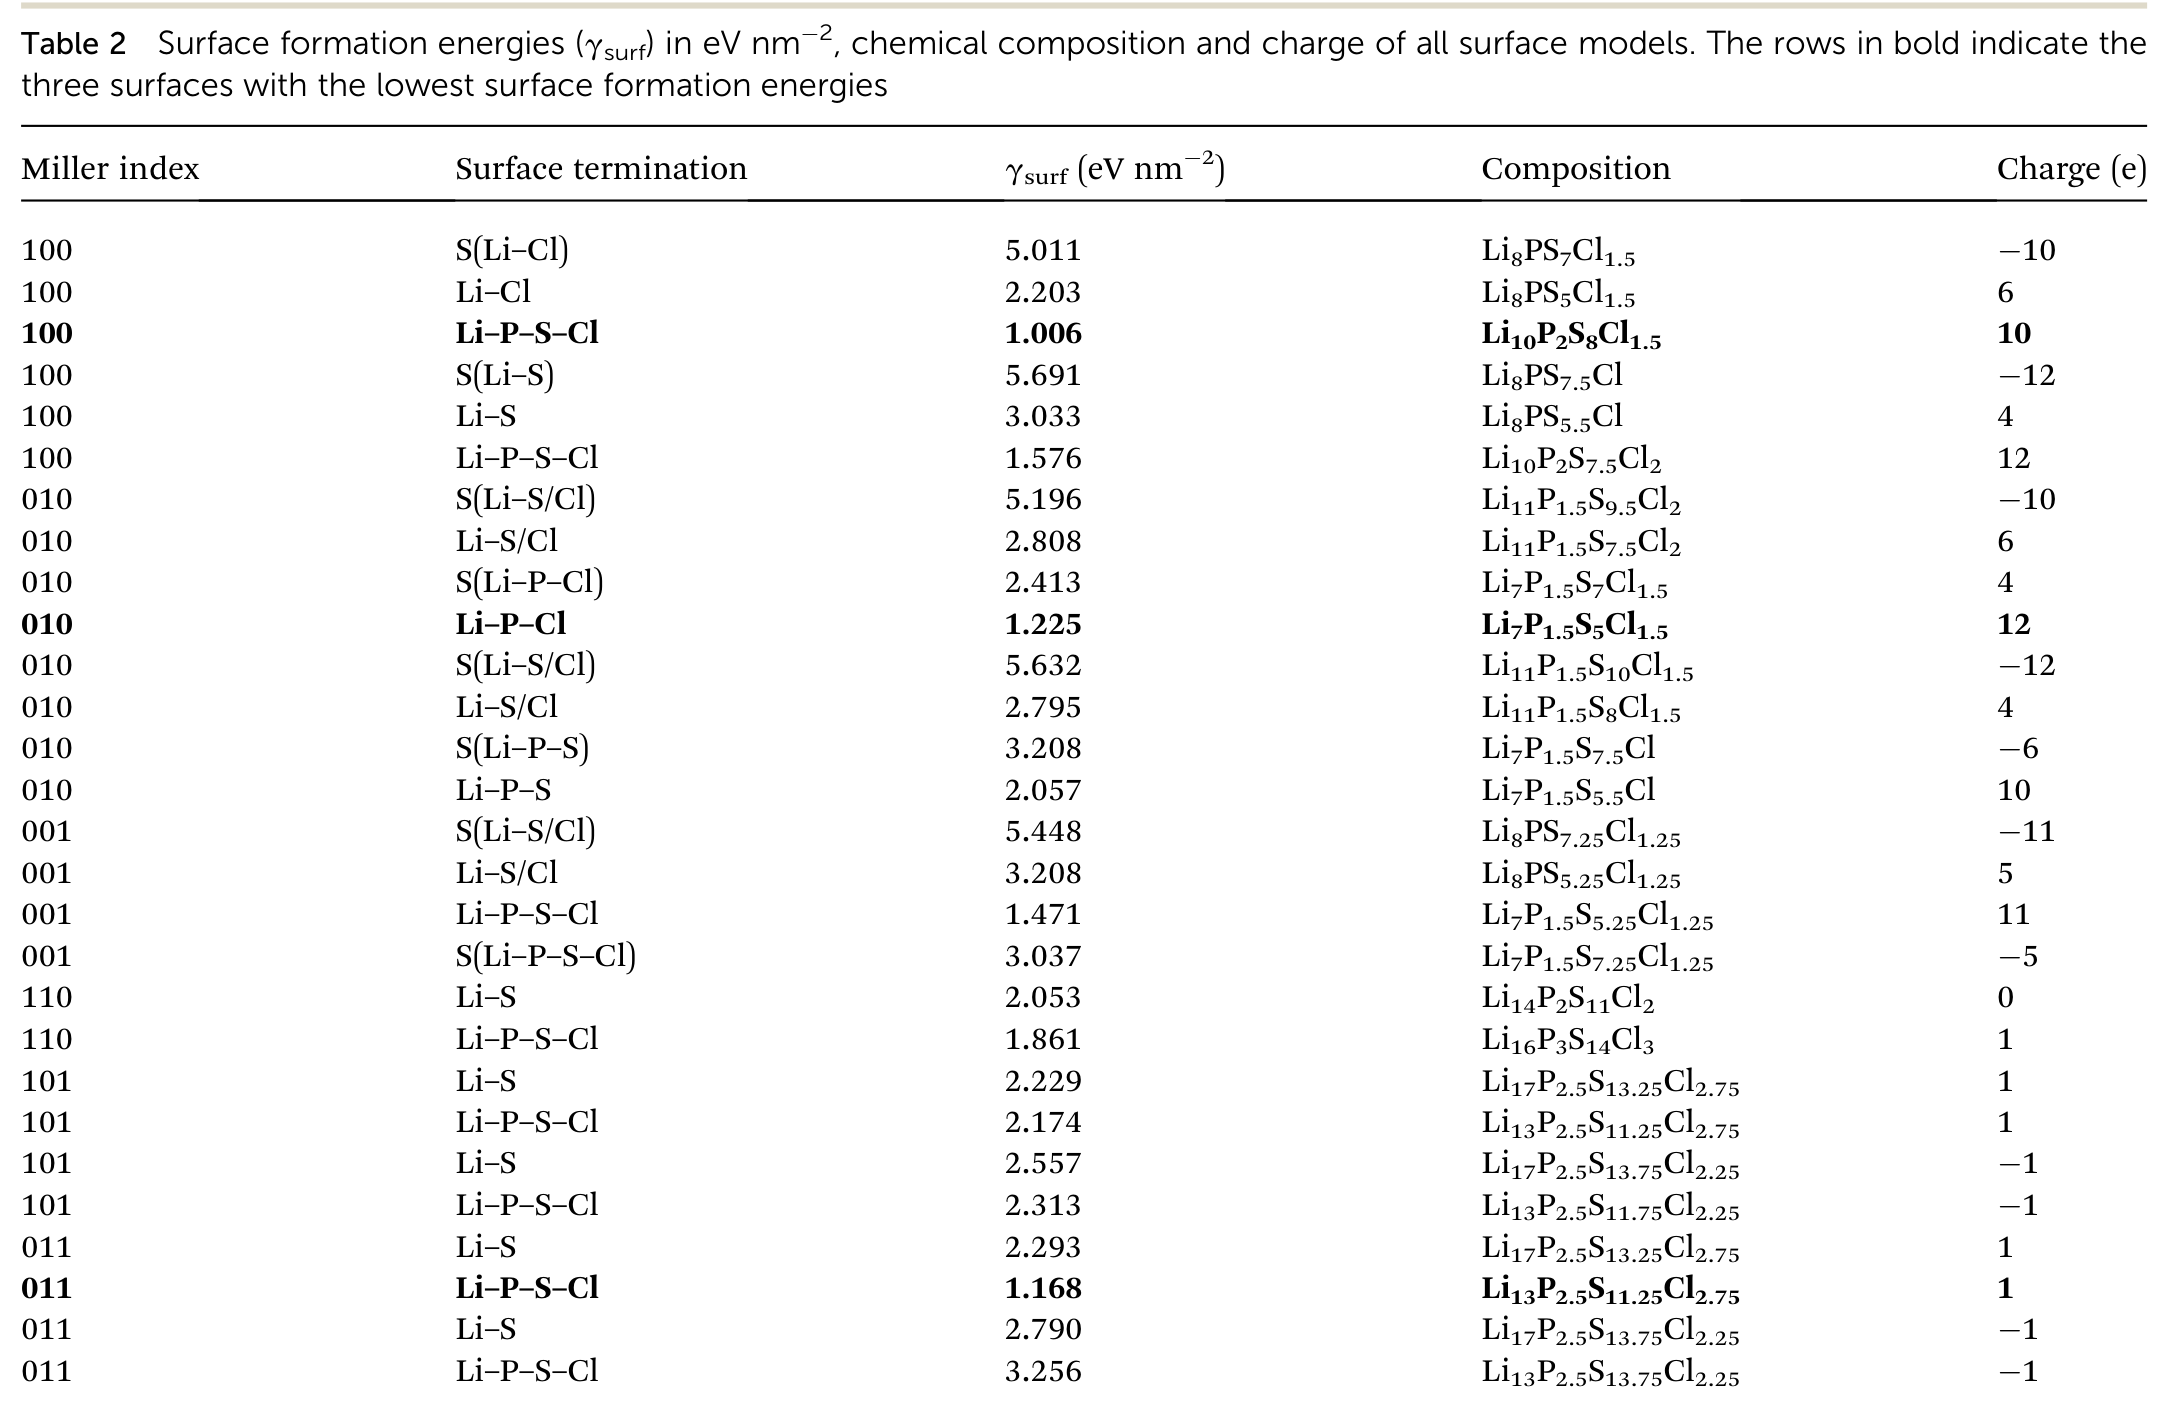 Table 2 Surface formation energies (γsurf) in eV nm−2, chemical composition and charge of all surface models. The rows in bold indicate the
three surfaces with the lowest surface formation energies
Miller index Surface termination γsurf (eV nm−2) Composition Charge (e)
100 S(Li–Cl) 5.011 Li8PS7Cl1.5 −10
100 Li–Cl 2.203 Li8PS5Cl1.5 6
100 Li–P–S–Cl 1.006 Li10P2S8Cl1.5 10
100 S(Li–S) 5.691 Li8PS7.5Cl −12
100 Li–S 3.033 Li8PS5.5Cl 4
100 Li–P–S–Cl 1.576 Li10P2S7.5Cl2 12
010 S(Li–S/Cl) 5.196 Li11P1.5S9.5Cl2 −10
010 Li–S/Cl 2.808 Li11P1.5S7.5Cl2 6
010 S(Li–P–Cl) 2.413 Li7P1.5S7Cl1.5 4
010 Li–P–Cl 1.225 Li7P1.5S5Cl1.5 12
010 S(Li–S/Cl) 5.632 Li11P1.5S10Cl1.5 −12
010 Li–S/Cl 2.795 Li11P1.5S8Cl1.5 4
010 S(Li–P–S) 3.208 Li7P1.5S7.5Cl −6
010 Li–P–S 2.057 Li7P1.5S5.5Cl 10
001 S(Li–S/Cl) 5.448 Li8PS7.25Cl1.25 −11
001 Li–S/Cl 3.208 Li8PS5.25Cl1.25 5
001 Li–P–S–Cl 1.471 Li7P1.5S5.25Cl1.25 11
001 S(Li–P–S–Cl) 3.037 Li7P1.5S7.25Cl1.25 −5
110 Li–S 2.053 Li14P2S11Cl2 0
110 Li–P–S–Cl 1.861 Li16P3S14Cl3 1
101 Li–S 2.229 Li17P2.5S13.25Cl2.75 1
101 Li–P–S–Cl 2.174 Li13P2.5S11.25Cl2.75 1
101 Li–S 2.557 Li17P2.5S13.75Cl2.25 −1
101 Li–P–S–Cl 2.313 Li13P2.5S11.75Cl2.25 −1
011 Li–S 2.293 Li17P2.5S13.25Cl2.75 1
011 Li–P–S–Cl 1.168 Li13P2.5S11.25Cl2.75 1
011 Li–S 2.790 Li17P2.5S13.75Cl2.25 −1
011 Li–P–S–Cl 3.256 Li13P2.5S13.75Cl2.25 −1